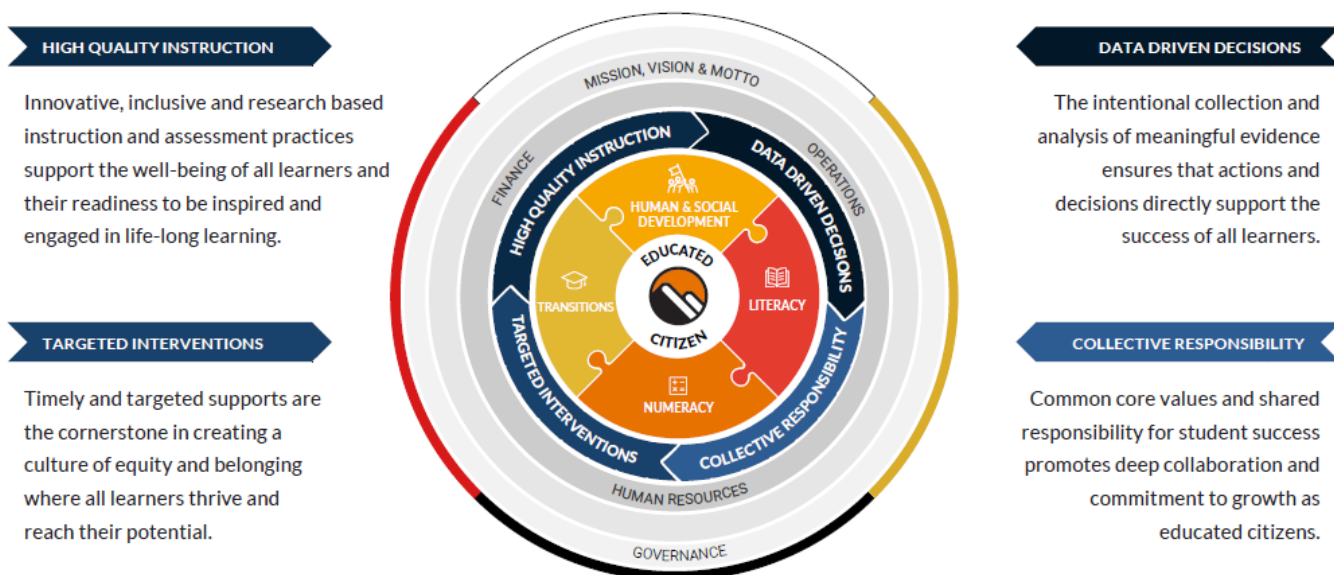 HIGH QUALITY INSTRUCTION
Innovative, inclusive and research based
instruction and assessment practices
support the well-being of all learners and
their readiness to be inspired and
engaged in life-long learning.
TARGETED INTERVENTIONS
Timely and targeted supports are
the cornerstone in creating a
culture of equity and belonging
where all learners thrive and
reach their potential.
MISSION, VISION & MOTTO
FINANCE
OPERATIONS
HIGH QUALITY INSTRUCTION
DATA DRIVEN DECISIONS
HUMAN & SOCIAL
DEVELOPMENT
EDUCATED
TRANSITIONS
LITERACY
CITIZEN
NUMERACY
TARGETED INTERVENTIONS
COLLECTIVE RESPONSIBILITY
HUMAN RESOURCES
GOVERNANCE
DATA DRIVEN DECISIONS
The intentional collection and
analysis of meaningful evidence
ensures that actions and
decisions directly support the
success of all learners.
COLLECTIVE RESPONSIBILITY
Common core values and shared
responsibility for student success
promotes deep collaboration and
commitment to growth as
educated citizens.